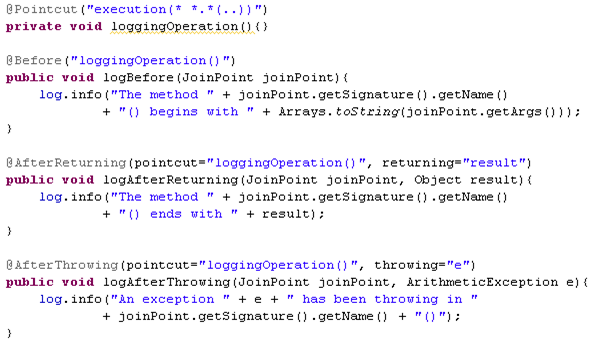 @Pointcut("execution(* *.*(..))")
private void loggingOperation(){}
@Before("loggingOperation()")
public void logBefore(JoinPoint joinPoint){
log.info("The method " + joinPoint.getSignature().getName()
+ "() begins with " + Arrays.toString(joinPoint.getArgs()));
}
@AfterReturning(pointcut="loggingOperation()", returning="result")
public void logAfterReturning(JoinPoint joinPoint, Object result){
log.info("The method " + joinPoint.getSignature().getName()
+ "() ends with " + result);
}
@AfterThrowing(pointcut="loggingOperation()", throwing="e")
public void logAfterThrowing(JoinPoint joinPoint, ArithmeticException e){
log.info("An exception " + e + " has been throwing in "
+ joinPoint.getSignature().getName() + "()");
}